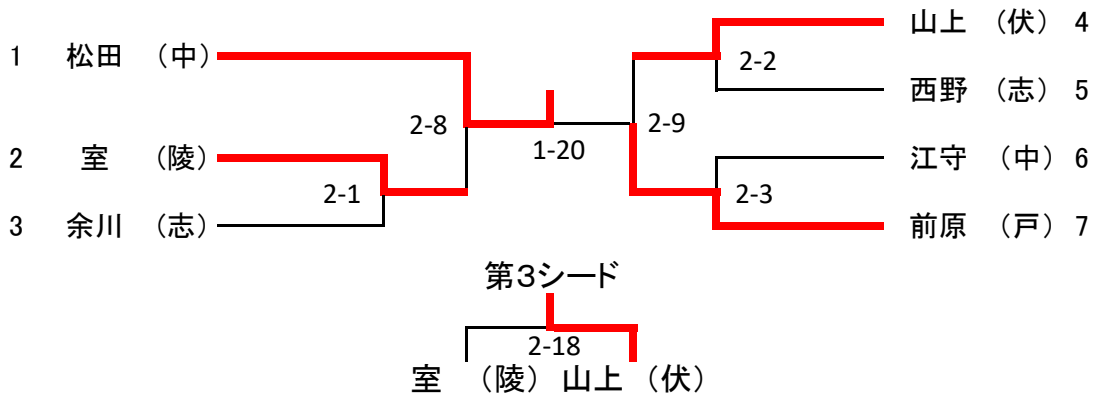 1 松田 （中）
2 室 （陵）
3 余川 （志）
2-1
2-8
1-20
2-9
2-2
2-3
山上 （伏） 4
西野 （志） 5
江守 （中） 6
前原 （戸） 7
第3シード
2-18
室 （陵） 山上 （伏）